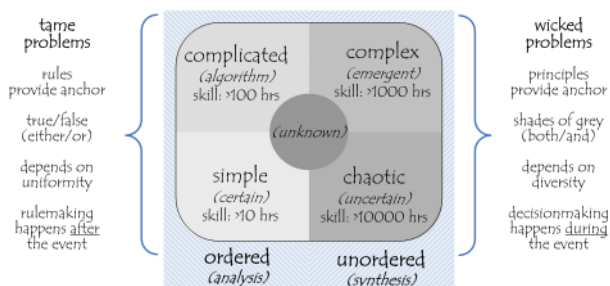 tame
problems
rules
provide anchor
true/false
(either/or)
depends on
uniformity
rulemaking
happens after
the event
complicated
(algorithm)
skill: >100 hrs
complex
(emergent)
skill: >1000 hrs
(unknown)
simple
(certain)
skill: >10 hrs
chaotic
(uncertain)
skill: >10000 hrs
ordered
(analysis)
unordered
(synthesis)
wicked
problems
principles
provide anchor
shades of grey
(both/and)
depends on
diversity
decisionmaking
happens during
the event